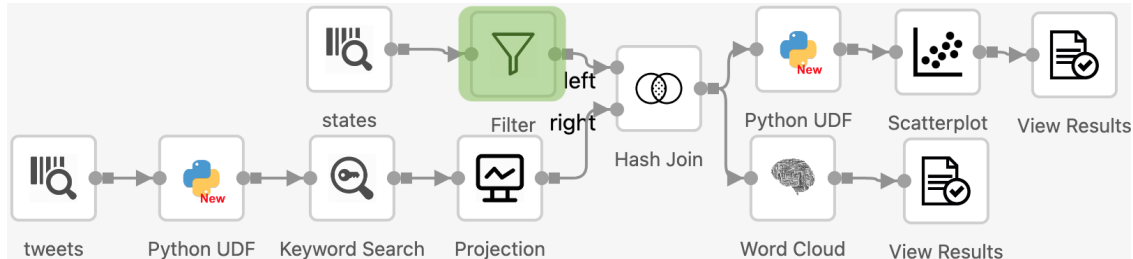 states
Filter
left
right
Hash Join
New
Python UDF
Scatterplot
View Results
tweets
New
Python UDF
Keyword Search
Projection
Word Cloud
View Results